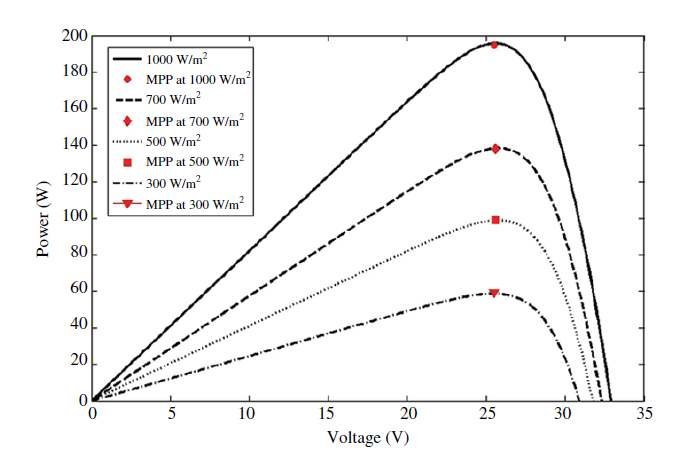 200
180
160
140
120
100
80
60
40
20
0
0 5 10 15 20 25 30 35
Power (W)
Voltage (V)
1000 W/m²
MPP at 1000 W/m²
700 W/m²
MPP at 700 W/m²
500 W/m²
MPP at 500 W/m²
300 W/m²
MPP at 300 W/m²